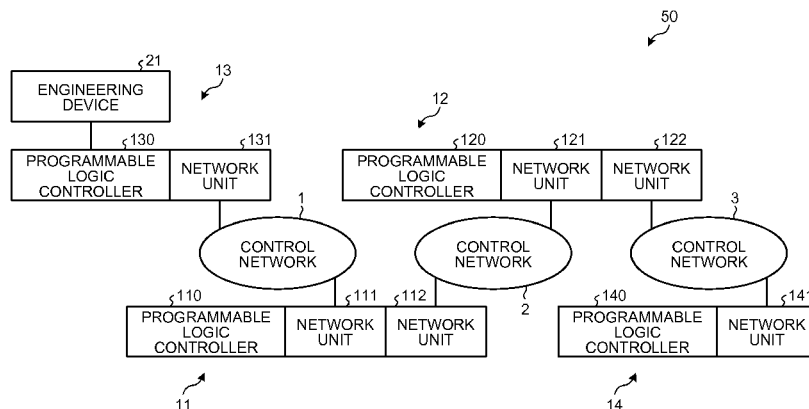 50
21
13
ENGINEERING
DEVICE
12
130
131
120
121
122
PROGRAMMABLE
LOGIC
CONTROLLER
NETWORK
UNIT
PROGRAMMABLE
LOGIC
CONTROLLER
NETWORK
UNIT
NETWORK
UNIT
1
3
CONTROL
NETWORK
CONTROL
NETWORK
CONTROL
NETWORK
110
111
112
2
140
141
PROGRAMMABLE
LOGIC
CONTROLLER
NETWORK
UNIT
NETWORK
UNIT
PROGRAMMABLE
LOGIC
CONTROLLER
NETWORK
UNIT
11
14